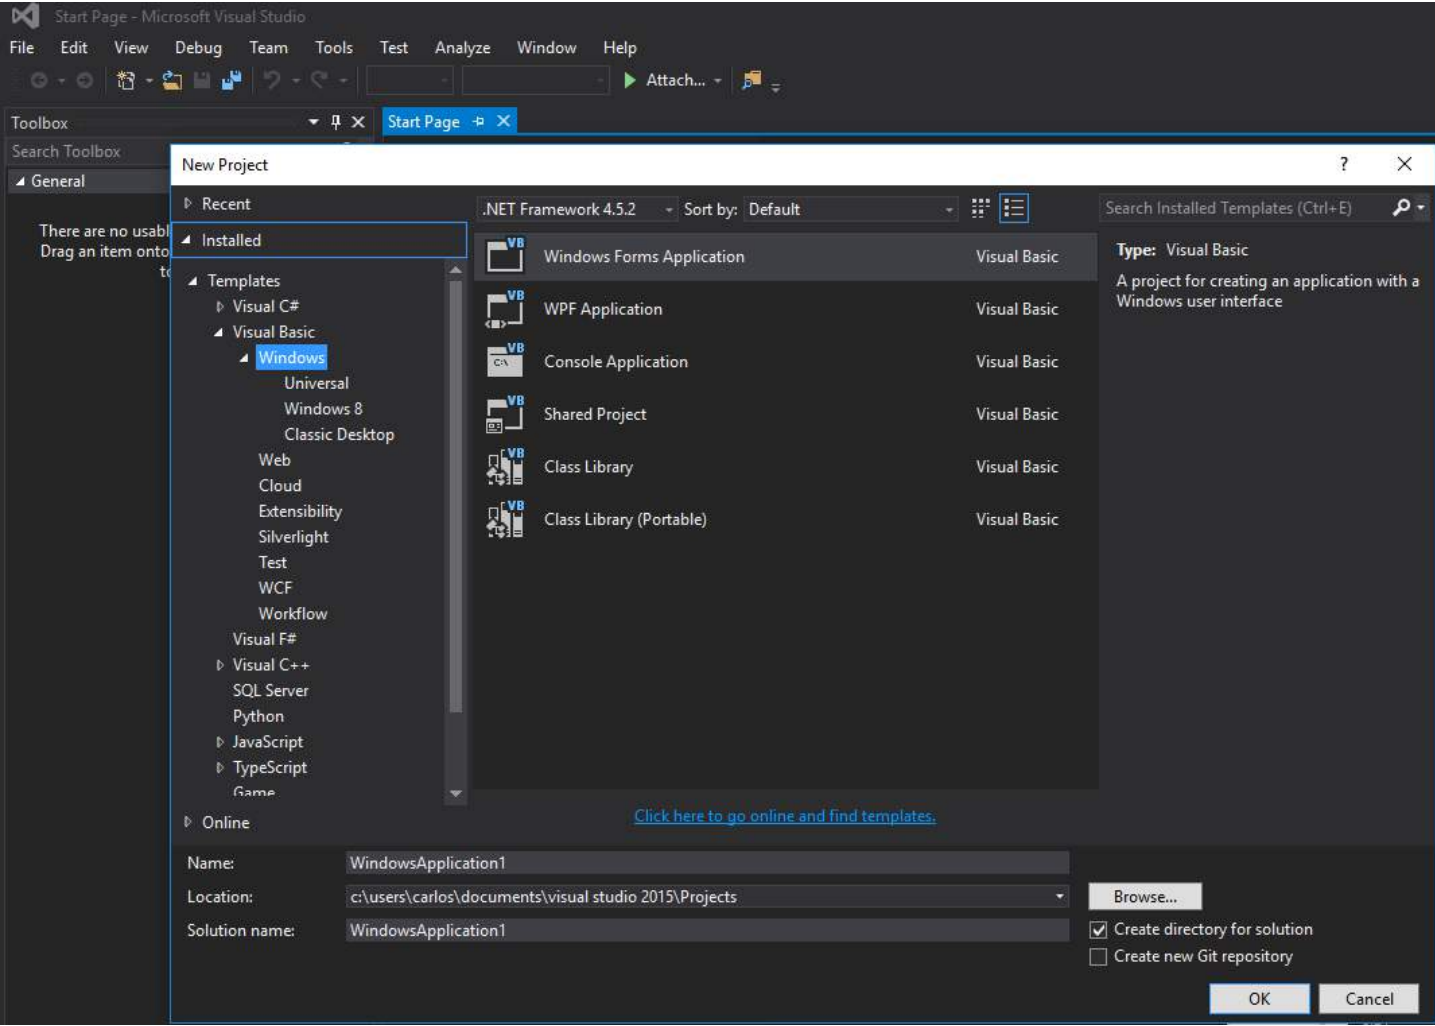 Start Page - Microsoft Visual Studio
File Edit View Debug Team Tools Test Analyze Window Help
Attach...
Toolbox
Start Page
Search Toolbox
General
There are no usabl
Drag an item onto
New Project
?
Recent
Installed
Templates
Visual C#
Visual Basic
Windows
Universal
Windows 8
Classic Desktop
Web
Cloud
Extensibility
Silverlight
Test
WCF
Workflow
Visual F#
Visual C++
SQL Server
Python
JavaScript
TypeScript
Game
Online
.NET Framework 4.5.2 Sort by: Default
VB Windows Forms Application Visual Basic
VB WPF Application Visual Basic
VB Console Application Visual Basic
VB Shared Project Visual Basic
VB Class Library Visual Basic
VB Class Library (Portable) Visual Basic
Click here to go online and find templates.
Search Installed Templates (Ctrl+E)
Type: Visual Basic
A project for creating an application with a
Windows user interface
Name: WindowsApplication1
Location: c:\users\carlos\documents\visual studio 2015\Projects Browse...
Solution name: WindowsApplication1
Create directory for solution
Create new Git repository
OK Cancel